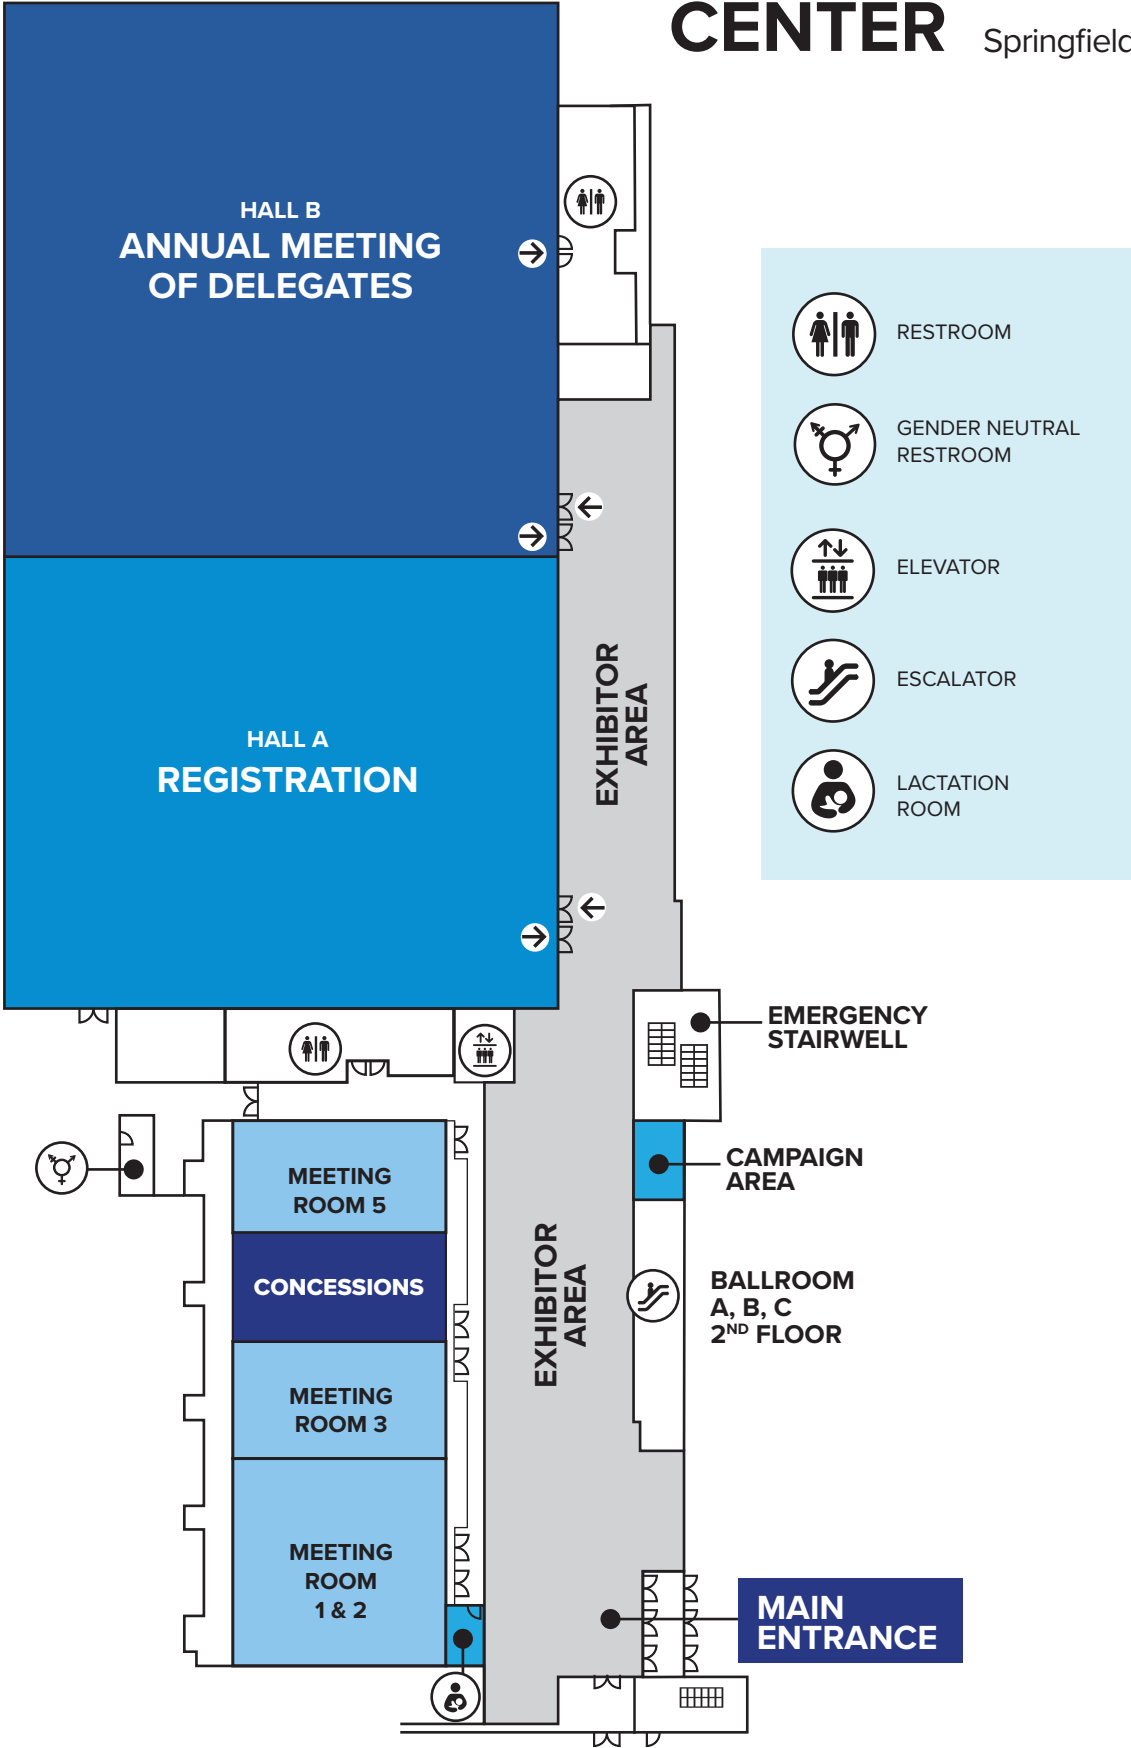 CENTER Springfield
HALL B
ANNUAL MEETING
OF DELEGATES
RESTROOM
GENDER NEUTRAL
RESTROOM
ELEVATOR
ESCALATOR
LACTATION
ROOM
EXHIBITOR
AREA
HALL A
REGISTRATION
EMERGENCY
STAIRWELL
CAMPAIGN
AREA
MEETING
ROOM 5
CONCESSIONS
EXHIBITOR
AREA
BALLROOM
A, B, C
2ND FLOOR
MEETING
ROOM 3
MEETING
ROOM
1 & 2
MAIN
ENTRANCE